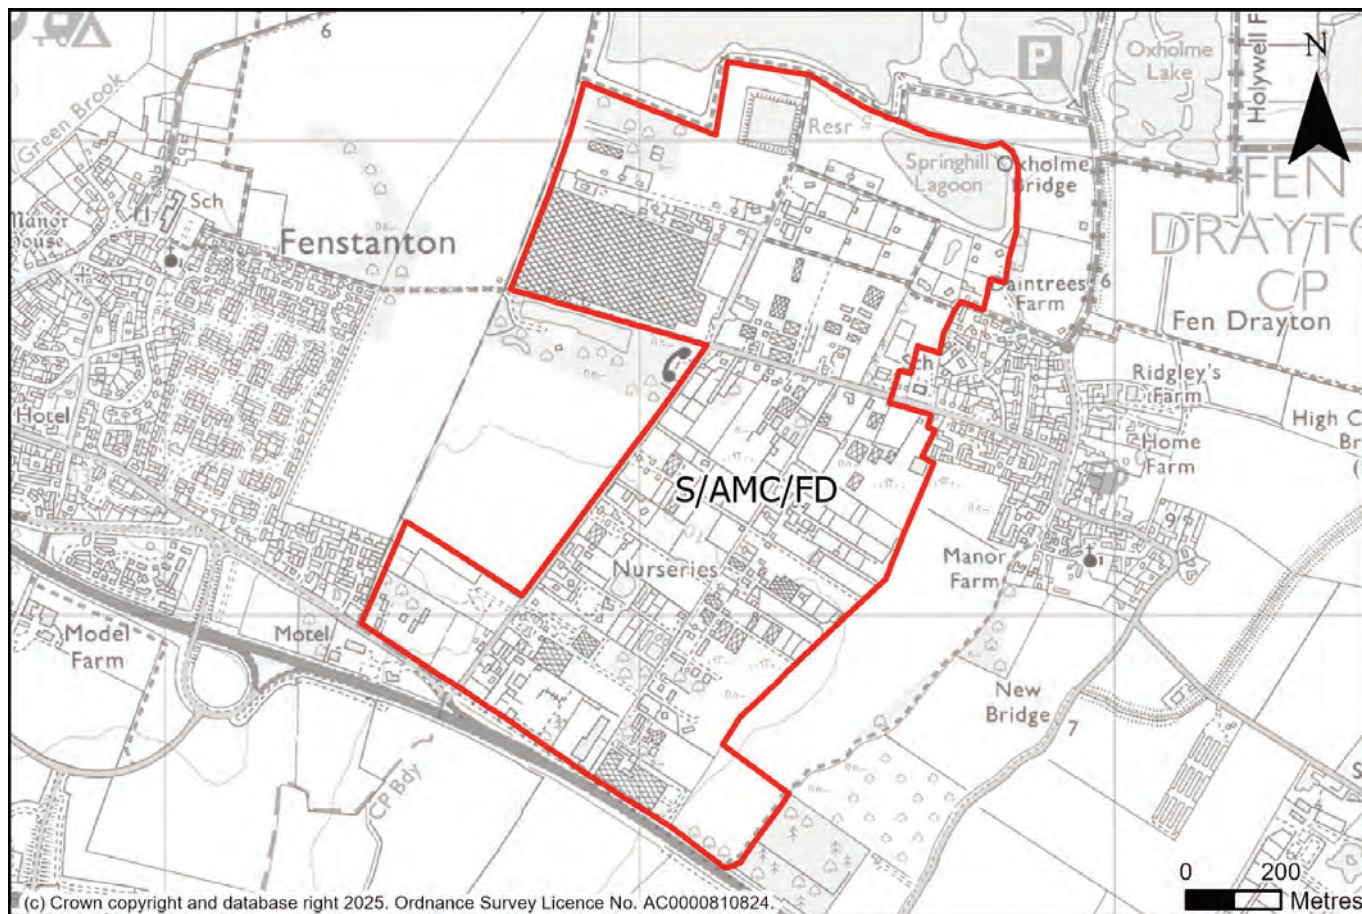 6
P
Oxholme
Lake
Holywell F
N
Green Brook
Resr
Springhill
Lagoon
Oxholme
Bridge
FEN
DRAYTO
CP
Sch
Manor
House
Fenstanton
Daintrees
Farm
6
Fen Drayton
Sch
Ridgley's
Farm
Hotel
High C
Br
(
Home
Farm
S/AMC/FD
9
Nurseries
Manor
Farm
Model
Farm
Motel
New
Bridge
7
CP Bdy
S
0 200
Metres
(c) Crown copyright and database right 2025. Ordnance Survey Licence No. AC0000810824.